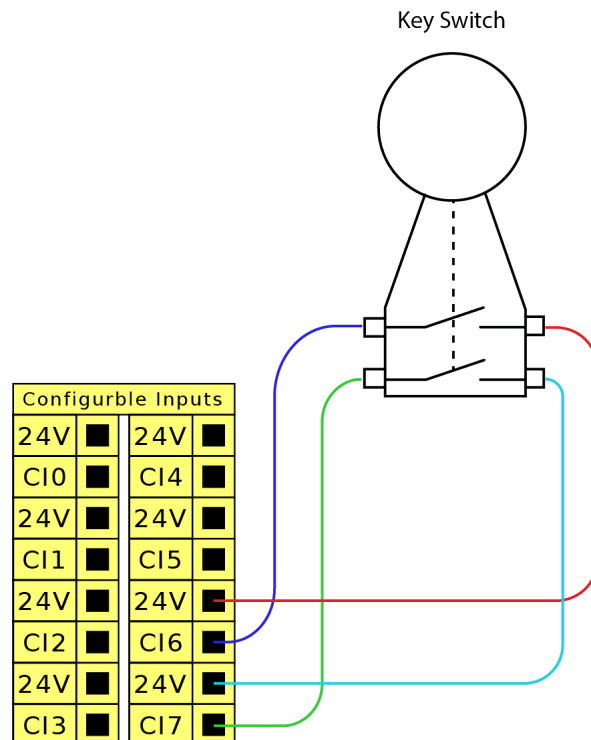 Key Switch
Configurble Inputs
24V 24V
CI0 CI4
24V 24V
CI1 CI5
24V 24V
CI2 CI6
24V 24V
CI3 CI7